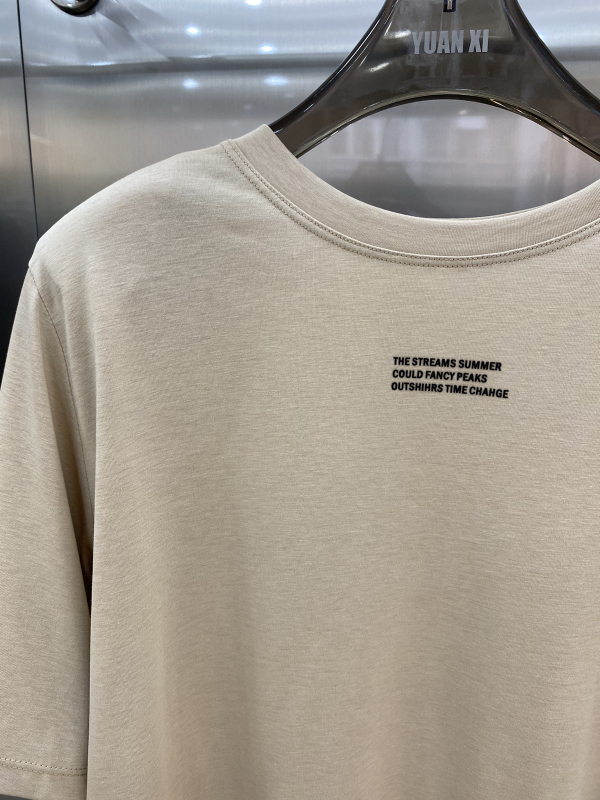 YUAN XI
THE STREAMS SUMMER
COULD FANCY PEAKS
OUTSHIHRS TIME CHAHGE